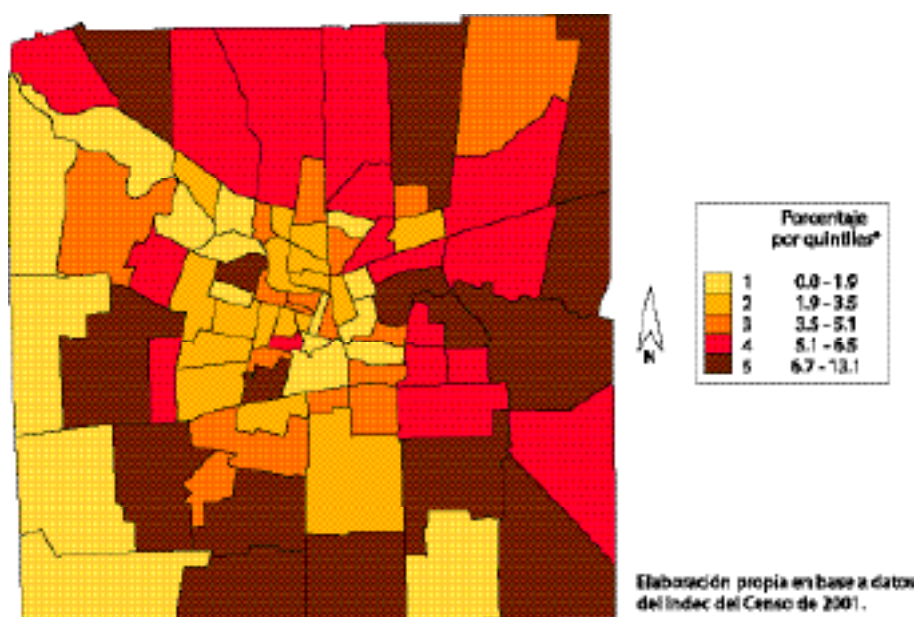 Porcentaje
por quintiles*
1 0.0 - 1.9
2 1.9 - 3.5
3 3.5 - 5.1
4 5.1 - 6.5
5 6.7 - 13.1
N
Elaboración propia en base a datos
del Indec del Censo de 2001.